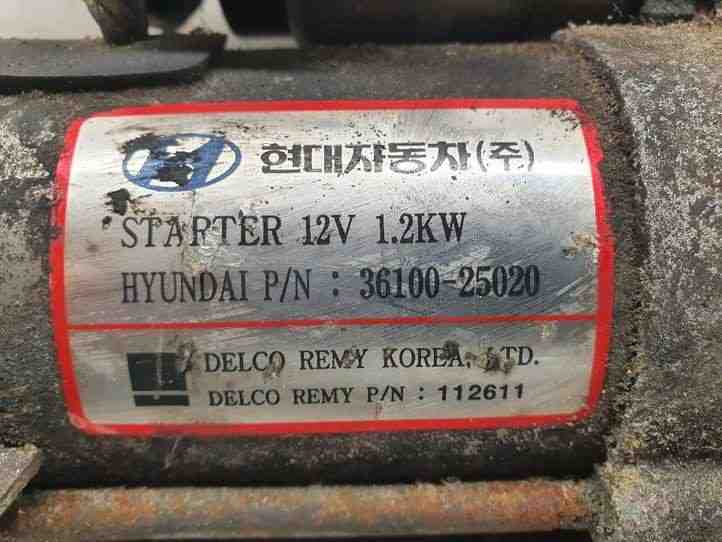 현대자동차(주)
STARTER 12V 1.2KW
HYUNDAI P/N : 36100-25020
DELCO REMY KOREA, LTD.
DELCO REMY P/N : 112611